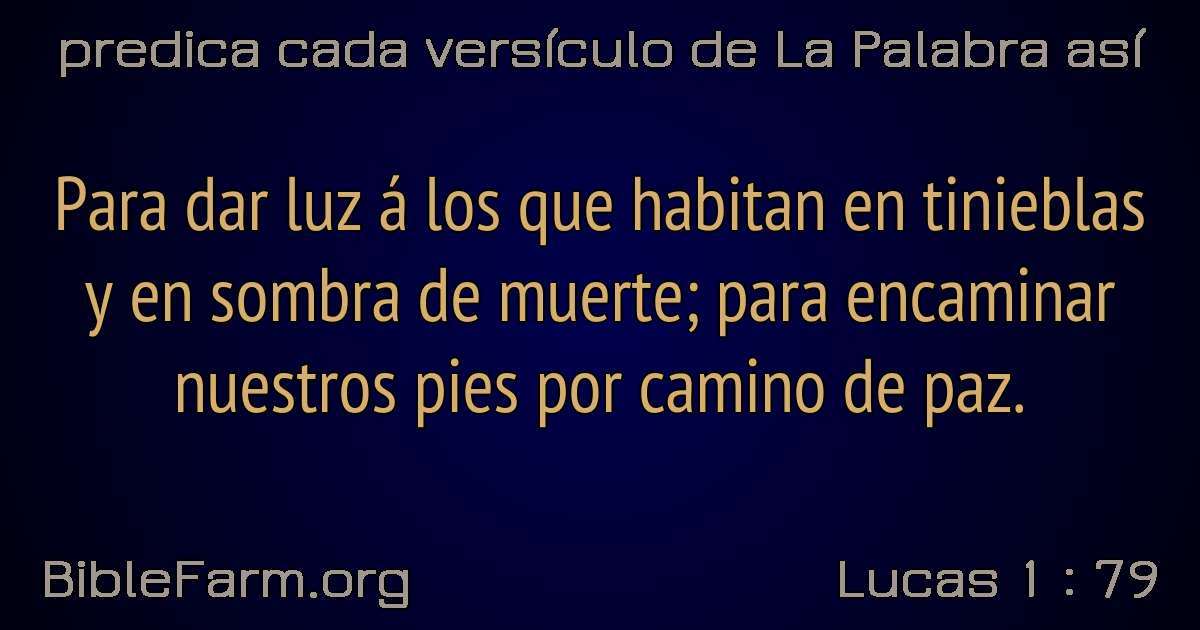 predica cada versículo de La Palabra así
Para dar luz á los que habitan en tinieblas
y en sombra de muerte; para encaminar
nuestros pies por camino de paz.
BibleFarm.org
Lucas 1 : 79